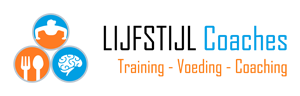 LIJFSTIJL Coaches
Training - Voeding - Coaching